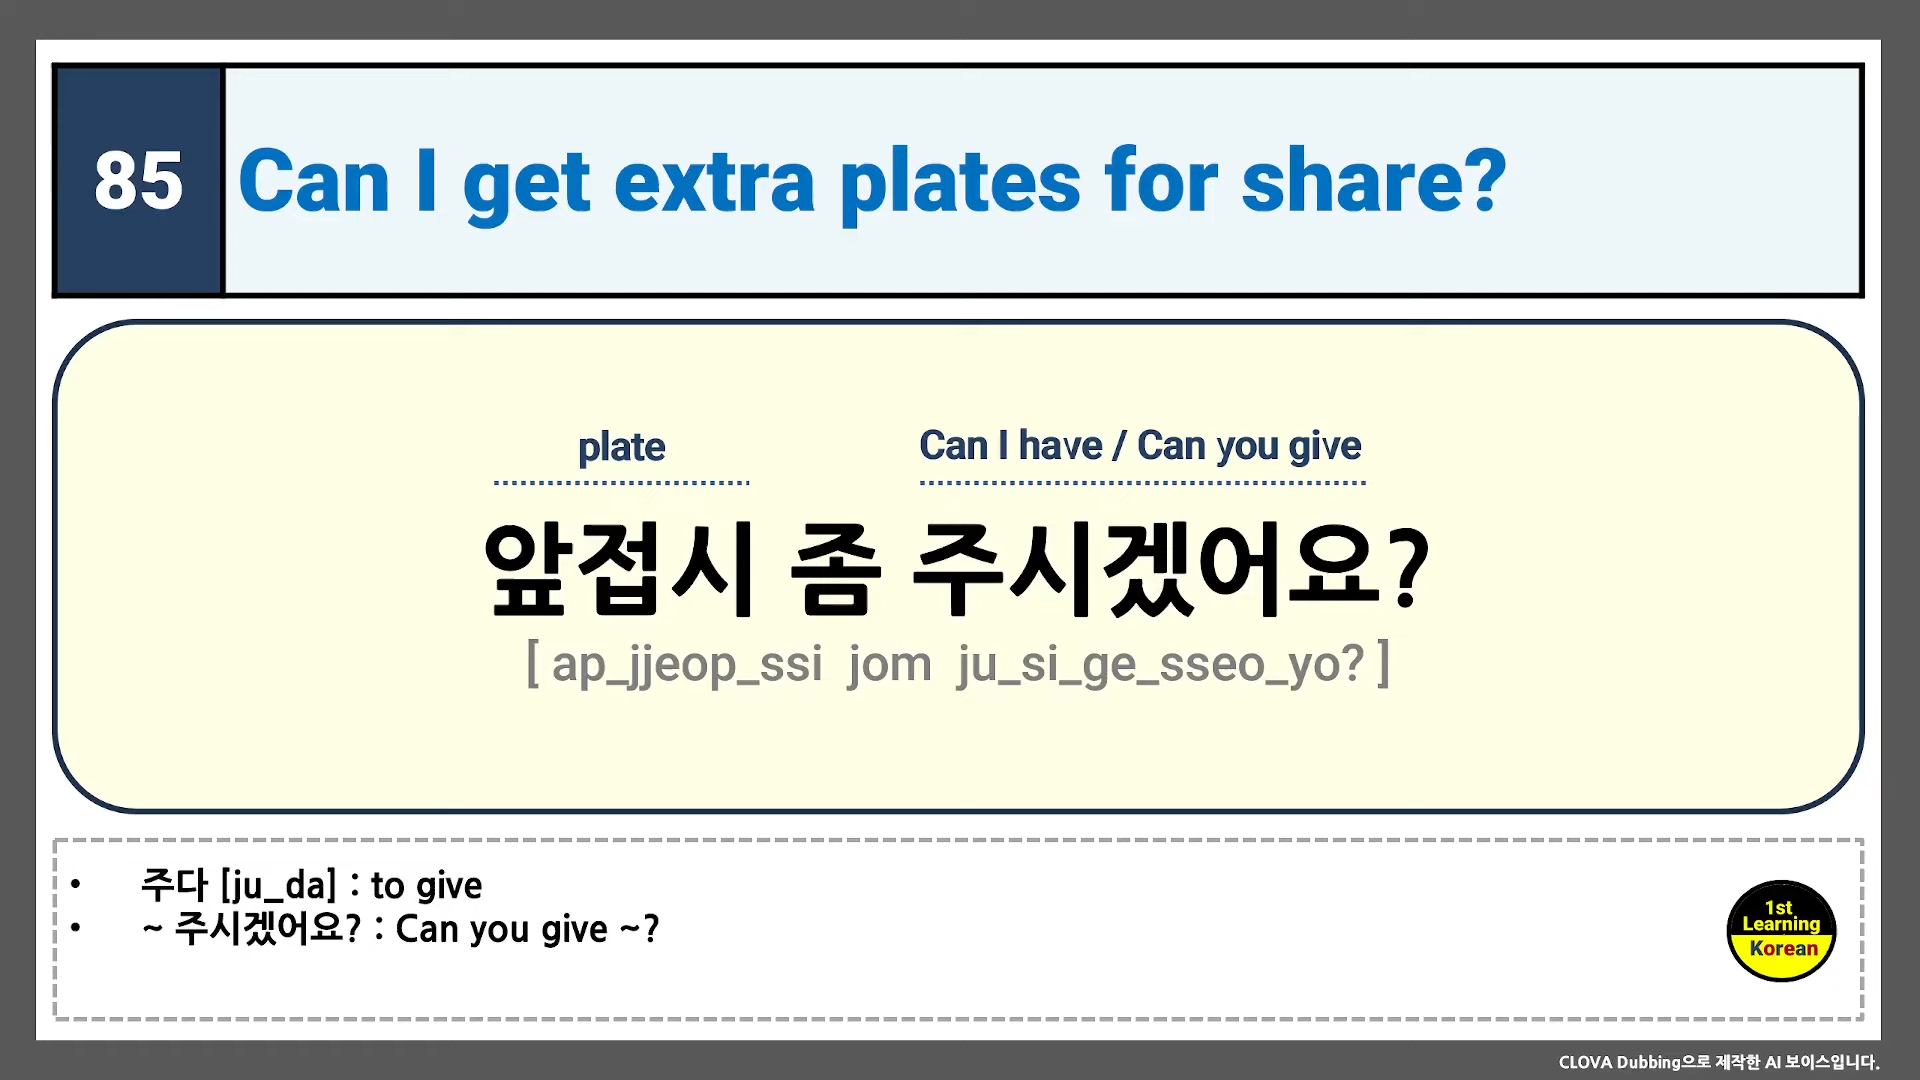 85
Can I get extra plates for share?
plate
Can I have / Can you give
앞접시 좀 주시겠어요?
[ ap_jjeop_ssi jom ju_si_ge_sseo_yo? ]
• 주다 [ju_da] : to give
• ~ 주시겠어요? : Can you give ~?
1st
Learning
Korean
CLOVA Dubbing으로 제작한 AI 보이스입니다.